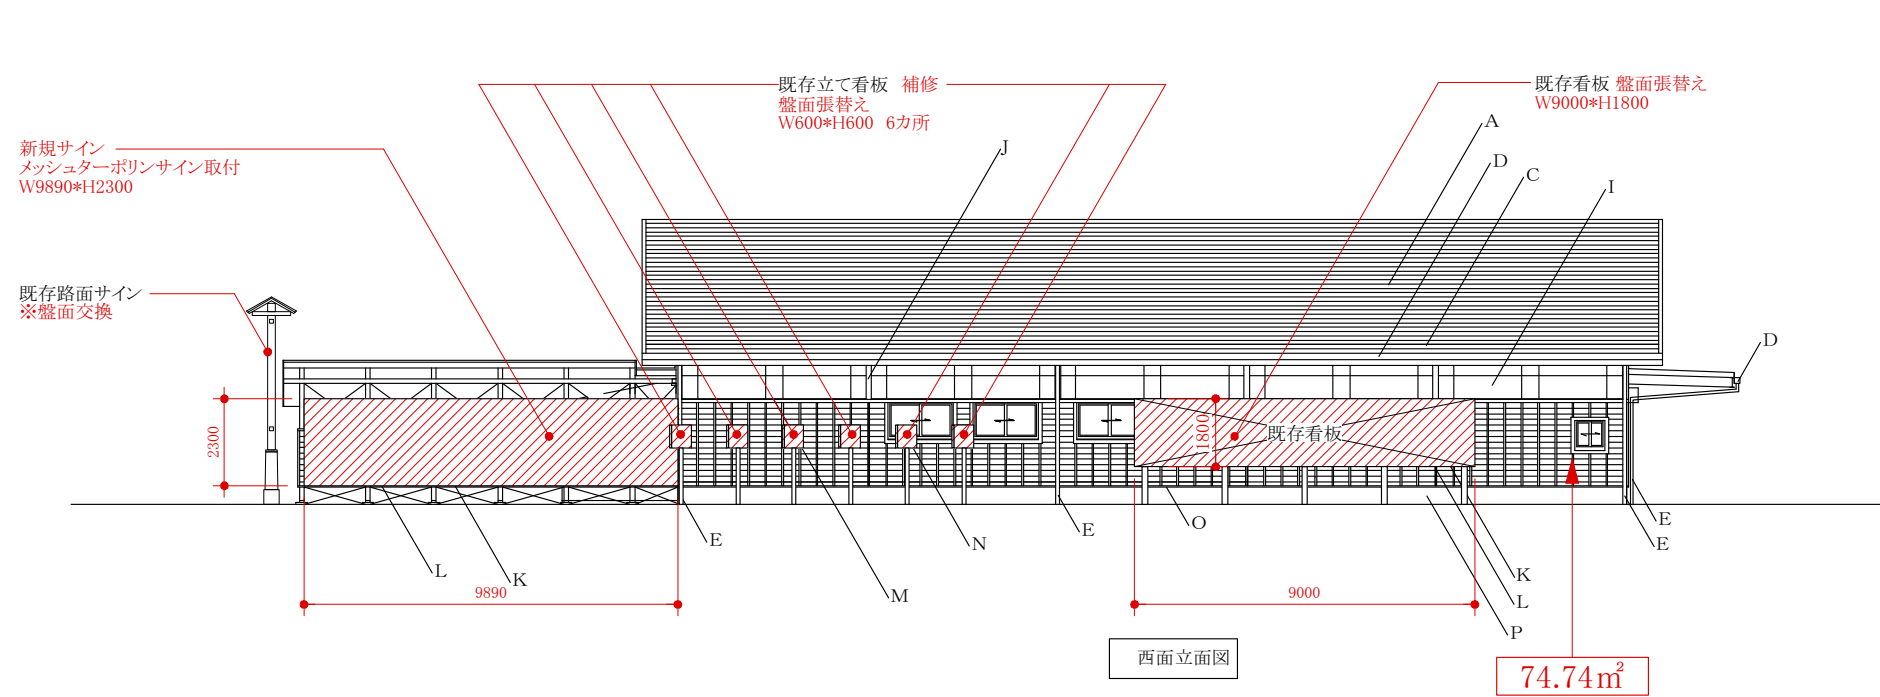 既存立て看板 補修
盤面張替え
W600*H600 6カ所
既存看板 盤面張替え
W9000*H1800
新規サイン
メッシュターポリンサイン取付
W9890*H2300
既存路面サイン
※盤面交換
A
J
D
C
I
D
2300
1800
既存看板
E
L
K
M
N
E
O
E
E
K
L
P
9890
9000
西面立面図
74.74㎡